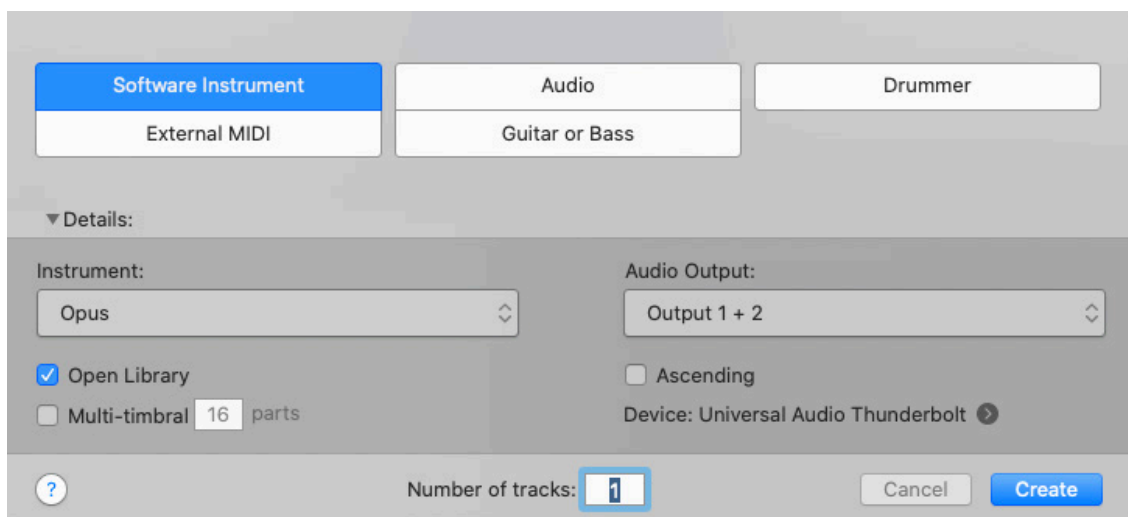 Software Instrument
Audio
Drummer
External MIDI
Guitar or Bass
Details:
Instrument:
Audio Output:
Opus
Output 1 + 2
Open Library
Ascending
Multi-timbral 16 parts
Device: Universal Audio Thunderbolt
? Number of tracks: 1 Cancel Create